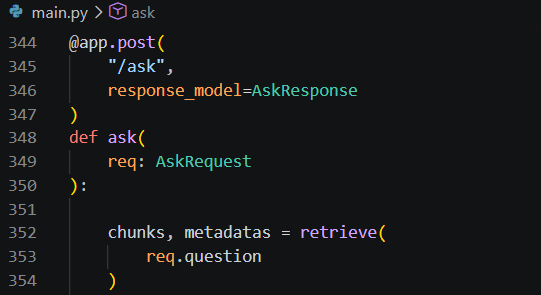 main.py > ask
344 @app.post(
345     "/ask",
346     response_model=AskResponse
347 )
348 def ask(
349     req: AskRequest
350 ):
351
352     chunks, metadatas = retrieve(
353         req.question
354     )